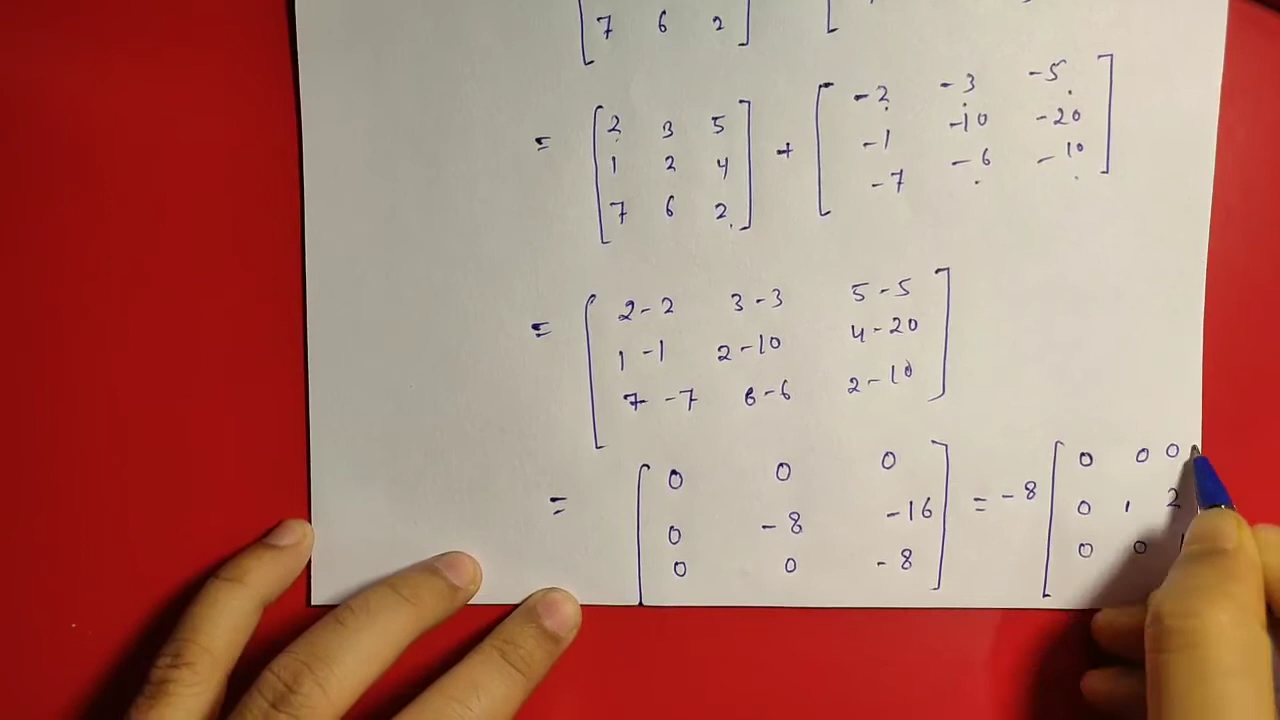 7 6 2
= [ 2 3 5 ] + [ -2 -3 -5 ]
1 2 4 -1 -10 -20
7 6 2 -7 -6 -10
= [ 2-2 3-3 5-5 ]
1-1 2-10 4-20
7-7 6-6 2-10
= [ 0 0 0 ] = -8 [ 0 0 0
0 -8 -16 0 1 2
0 0 -8 0 0